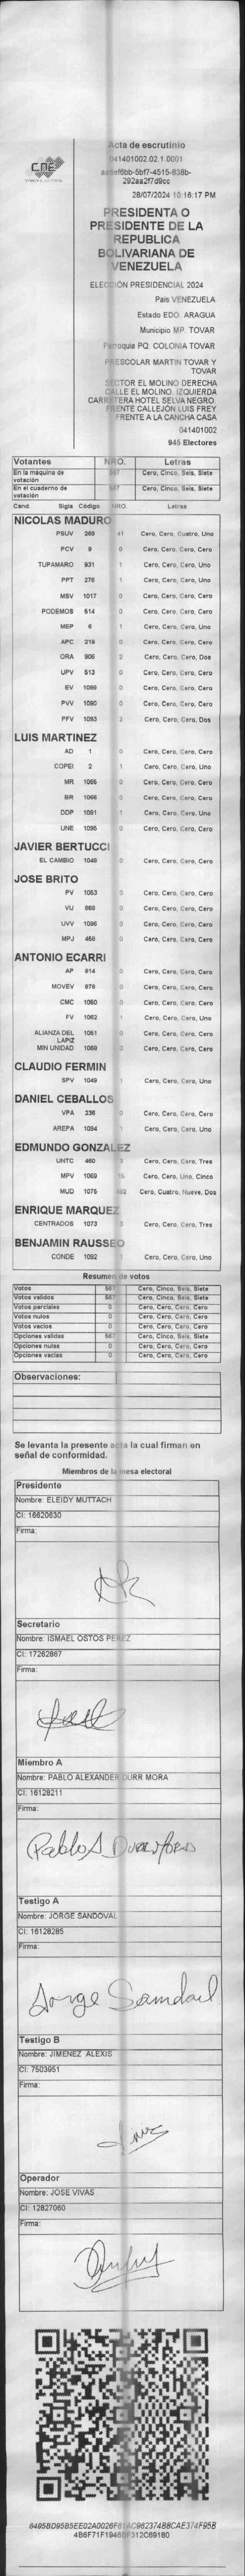 CNE
Acta de escrutinio
041401002.02.1.0001
292aa2f7d9cc
28/07/2024 10:16:17 PM
PRESIDENTA O
PRESIDENTE DE LA
REPUBLICA
BOLIVARIANA DE
VENEZUELA
ELECCIÓN PRESIDENCIAL 2024
País VENEZUELA
Estado EDO. ARAGUA
Municipio MP. TOVAR
Parroquia PQ. COLONIA TOVAR
PRESCOLAR MARTIN TOVAR Y
TOVAR
SECTOR EL MOLINO DERECHA
CALLE EL MOLINO. IZQUIERDA
CARRETERA HOTEL SELVA NEGRO.
FRENTE CALLEJÓN LUIS FREY
FRENTE A LA CANCHA CASA
041401002
945 Electores
Votantes NRO. Letras
En la maquina de votación 567 Cero, Cinco, Seis, Siete
En el cuaderno de votación 567 Cero, Cinco, Seis, Siete
Cand. Sigla Código NRO. Letras
NICOLAS MADURO
PSUV 269 41 Cero, Cero, Cuatro, Uno
PCV 9 0 Cero, Cero, Cero, Cero
TUPAMARO 931 1 Cero, Cero, Cero, Uno
PPT 276 1 Cero, Cero, Cero, Uno
MSV 1017 0 Cero, Cero, Cero, Cero
PODEMOS 614 0 Cero, Cero, Cero, Cero
MEP 6 1 Cero, Cero, Cero, Uno
APC 219 0 Cero, Cero, Cero, Cero
ORA 906 2 Cero, Cero, Cero, Dos
UPV 513 0 Cero, Cero, Cero, Cero
EV 1089 0 Cero, Cero, Cero, Cero
PVV 1090 0 Cero, Cero, Cero, Cero
PFV 1093 2 Cero, Cero, Cero, Dos
LUIS MARTINEZ
AD 1 0 Cero, Cero, Cero, Cero
COPEI 2 1 Cero, Cero, Cero, Uno
MR 1065 0 Cero, Cero, Cero, Cero
BR 1066 0 Cero, Cero, Cero, Cero
DDP 1091 1 Cero, Cero, Cero, Uno
UNE 1095 0 Cero, Cero, Cero, Cero
JAVIER BERTUCCI
EL CAMBIO 1048 0 Cero, Cero, Cero, Cero
JOSE BRITO
PV 1053 0 Cero, Cero, Cero, Cero
VU 868 0 Cero, Cero, Cero, Cero
UVV 1096 0 Cero, Cero, Cero, Cero
MPJ 458 0 Cero, Cero, Cero, Cero
ANTONIO ECARRI
AP 814 0 Cero, Cero, Cero, Cero
MOVEV 878 0 Cero, Cero, Cero, Cero
CMC 1050 0 Cero, Cero, Cero, Cero
FV 1062 1 Cero, Cero, Cero, Uno
ALIANZA DEL LAPIZ 1051 0 Cero, Cero, Cero, Cero
MIN UNIDAD 1069 0 Cero, Cero, Cero, Cero
CLAUDIO FERMIN
SPV 1049 1 Cero, Cero, Cero, Uno
DANIEL CEBALLOS
VPA 236 0 Cero, Cero, Cero, Cero
AREPA 1084 1 Cero, Cero, Cero, Uno
EDMUNDO GONZALEZ
UNTC 460 3 Cero, Cero, Cero, Tres
MPV 1069 15 Cero, Cero, Uno, Cinco
MUD 1075 492 Cero, Cuatro, Nueve, Dos
ENRIQUE MARQUEZ
CENTRADOS 1073 3 Cero, Cero, Cero, Tres
BENJAMIN RAUSSEO
CONDE 1092 1 Cero, Cero, Cero, Uno
Resumen de votos
Votos 567 Cero, Cinco, Seis, Siete
Votos validos 567 Cero, Cinco, Seis, Siete
Votos parciales 0 Cero, Cero, Cero, Cero
Votos nulos 0 Cero, Cero, Cero, Cero
Votos vacios 0 Cero, Cero, Cero, Cero
Opciones validas 567 Cero, Cinco, Seis, Siete
Opciones nulas 0 Cero, Cero, Cero, Cero
Opciones vacias 0 Cero, Cero, Cero, Cero
Observaciones:
Se levanta la presente acta la cual firman en
señal de conformidad.
Miembros de la mesa electoral
Presidente
Nombre: ELEIDY MUTTACH
CI: 16620630
Firma:
Secretario
Nombre: ISMAEL OSTOS PEREZ
CI: 17262867
Firma:
Miembro A
Nombre: PABLO ALEXANDER DURR MORA
CI: 16128211
Firma:
Pablo A Durr Mora
Testigo A
Nombre: JORGE SANDOVAL
CI: 16128285
Firma:
Jorge Sandoval
Testigo B
Nombre: JIMENEZ ALEXIS
CI: 7503951
Firma:
Operador
Nombre: JOSE VIVAS
CI: 12827060
Firma: